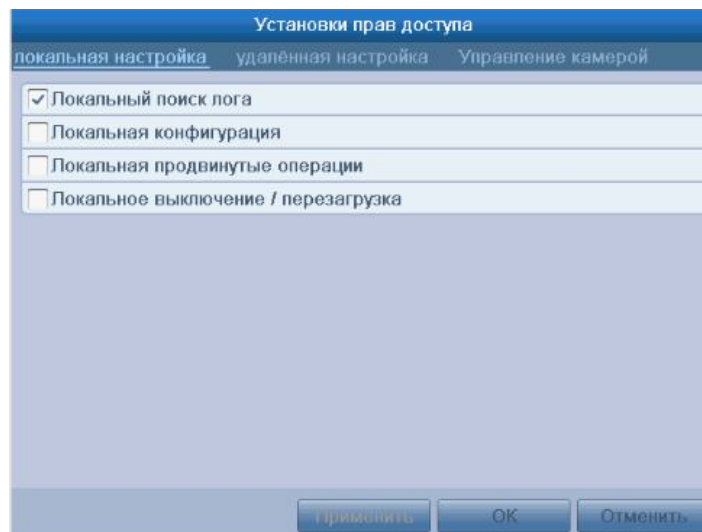 Установки прав доступа
локальная настройка удалённая настройка Управление камерой
Локальный поиск лога
Локальная конфигурация
Локальная продвинутые операции
Локальное выключение / перезагрузка
Применить OK Отменить